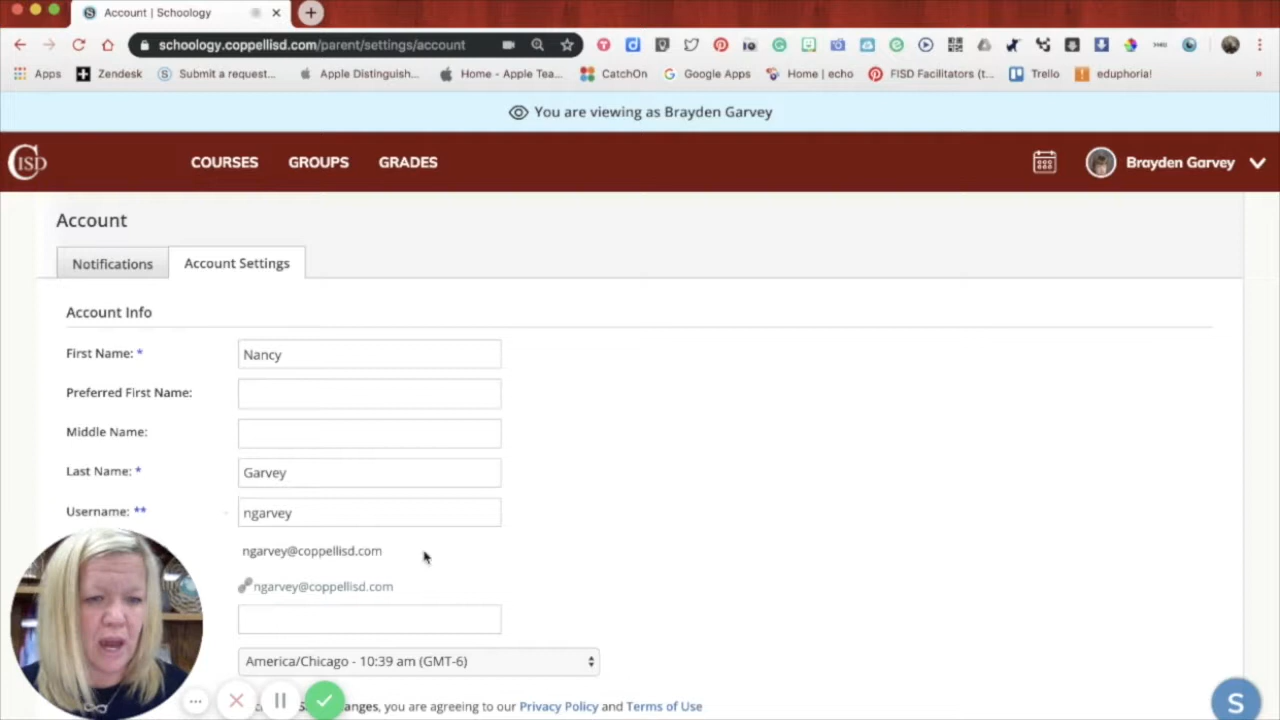 Account | Schoology
schoology.coppellisd.com/parent/settings/account
Apps Zendesk Submit a request... Apple Distinguish... Home - Apple Tea... CatchOn Google Apps Home | echo FISD Facilitators (t... Trello eduphoria! »
You are viewing as Brayden Garvey
CISD COURSES GROUPS GRADES Brayden Garvey
Account
Notifications Account Settings
Account Info
First Name: * Nancy
Preferred First Name:
Middle Name:
Last Name: * Garvey
Username: ** ngarvey
ngarvey@coppellisd.com
ngarvey@coppellisd.com
America/Chicago - 10:39 am (GMT-6)
anges, you are agreeing to our Privacy Policy and Terms of Use
S